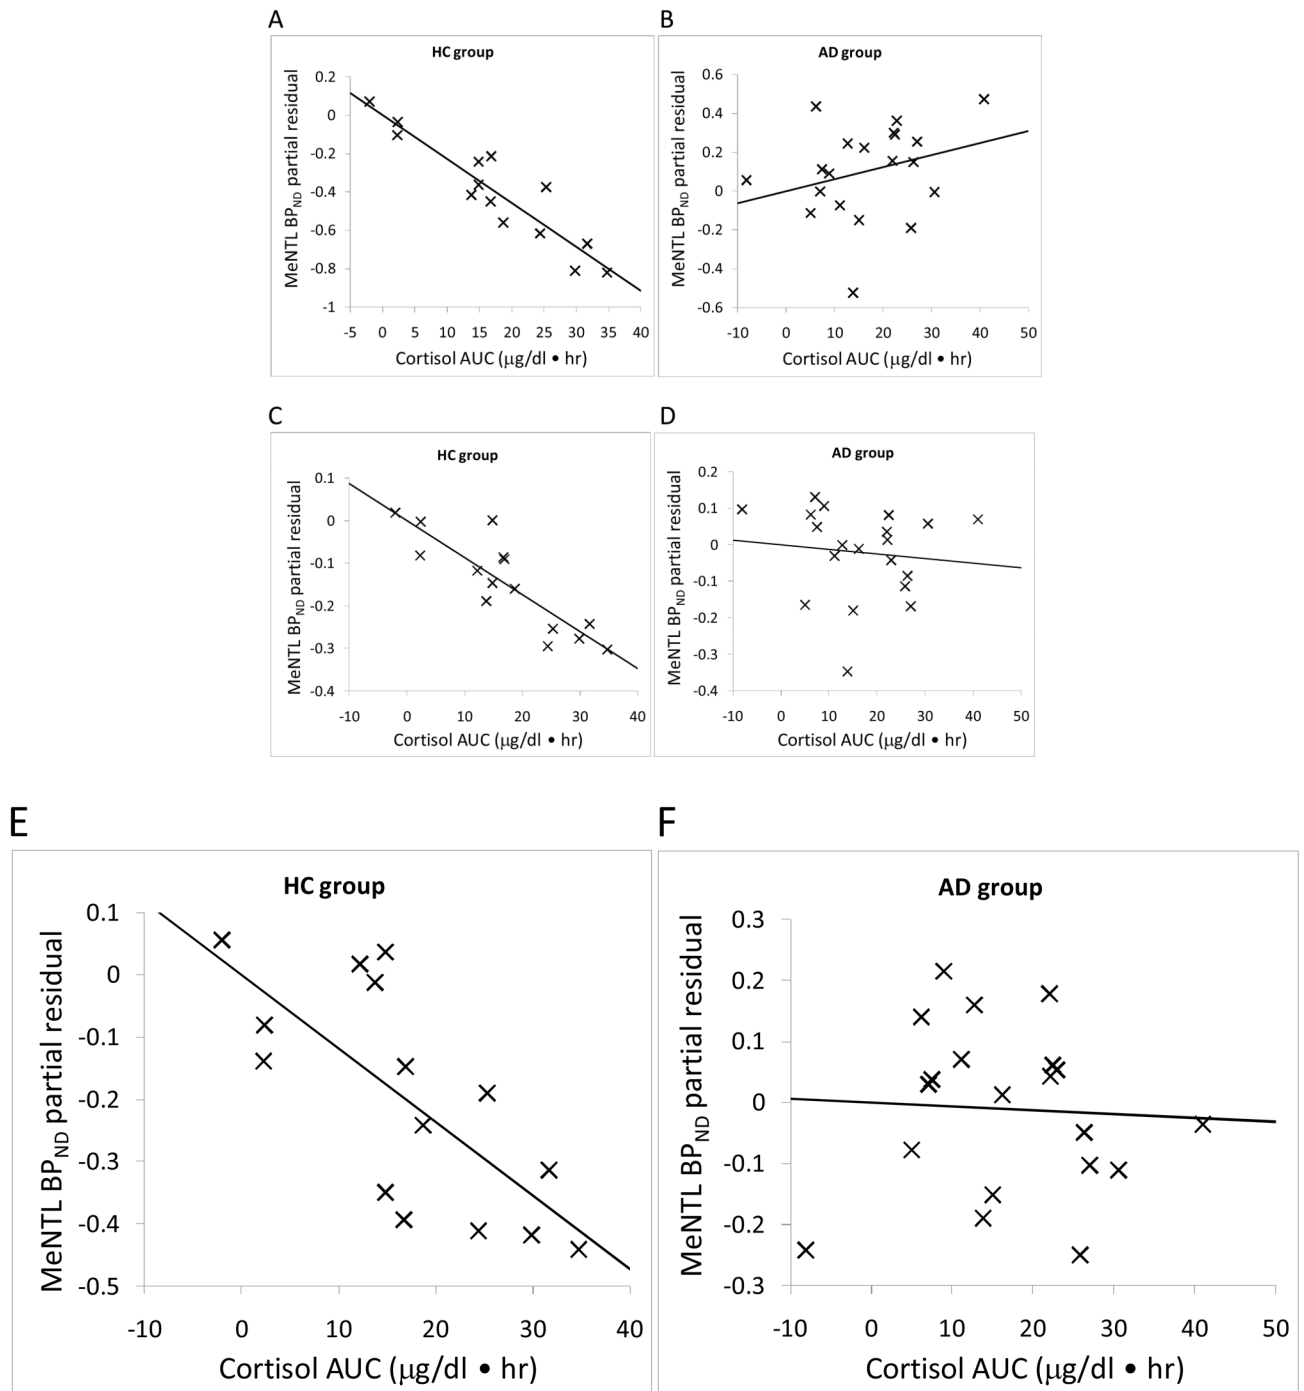 A
HC group
MeNTL BPND partial residual
0.2
0
-0.2
-0.4
-0.6
-0.8
-1
-5 0 5 10 15 20 25 30 35 40
Cortisol AUC (μg/dl • hr)
B
AD group
MeNTL BPND partial residual
0.6
0.4
0.2
0
-0.2
-0.4
-0.6
-10 0 10 20 30 40 50
Cortisol AUC (μg/dl • hr)
C
HC group
MeNTL BPND partial residual
0.1
0
-0.1
-0.2
-0.3
-0.4
-10 0 10 20 30 40
Cortisol AUC (μg/dl • hr)
D
AD group
MeNTL BPND partial residual
0.2
0.1
0
-0.1
-0.2
-0.3
-0.4
-10 0 10 20 30 40 50
Cortisol AUC (μg/dl • hr)
E
HC group
MeNTL BPND partial residual
0.1
0
-0.1
-0.2
-0.3
-0.4
-0.5
-10 0 10 20 30 40
Cortisol AUC (μg/dl • hr)
F
AD group
MeNTL BPND partial residual
0.3
0.2
0.1
0
-0.1
-0.2
-0.3
-10 0 10 20 30 40 50
Cortisol AUC (μg/dl • hr)